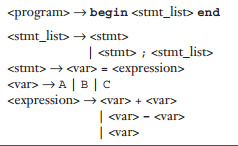 <program> → begin <stmt_list> end
<stmt_list> → <stmt>
| <stmt> ; <stmt_list>
<stmt> → <var> = <expression>
<var> → A | B | C
<expression> → <var> + <var>
| <var> − <var>
| <var>